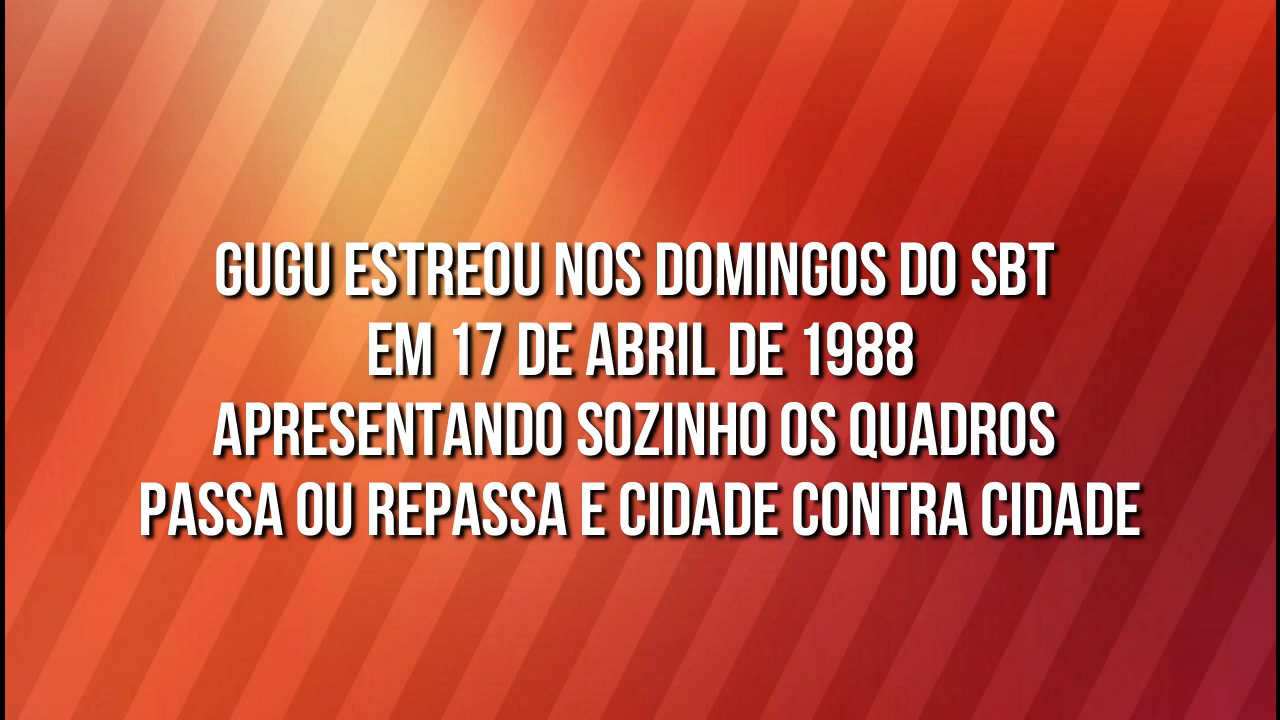 GUGU ESTREOU NOS DOMINGOS DO SBT
EM 17 DE ABRIL DE 1988
APRESENTANDO SOZINHO OS QUADROS
PASSA OU REPASSA E CIDADE CONTRA CIDADE